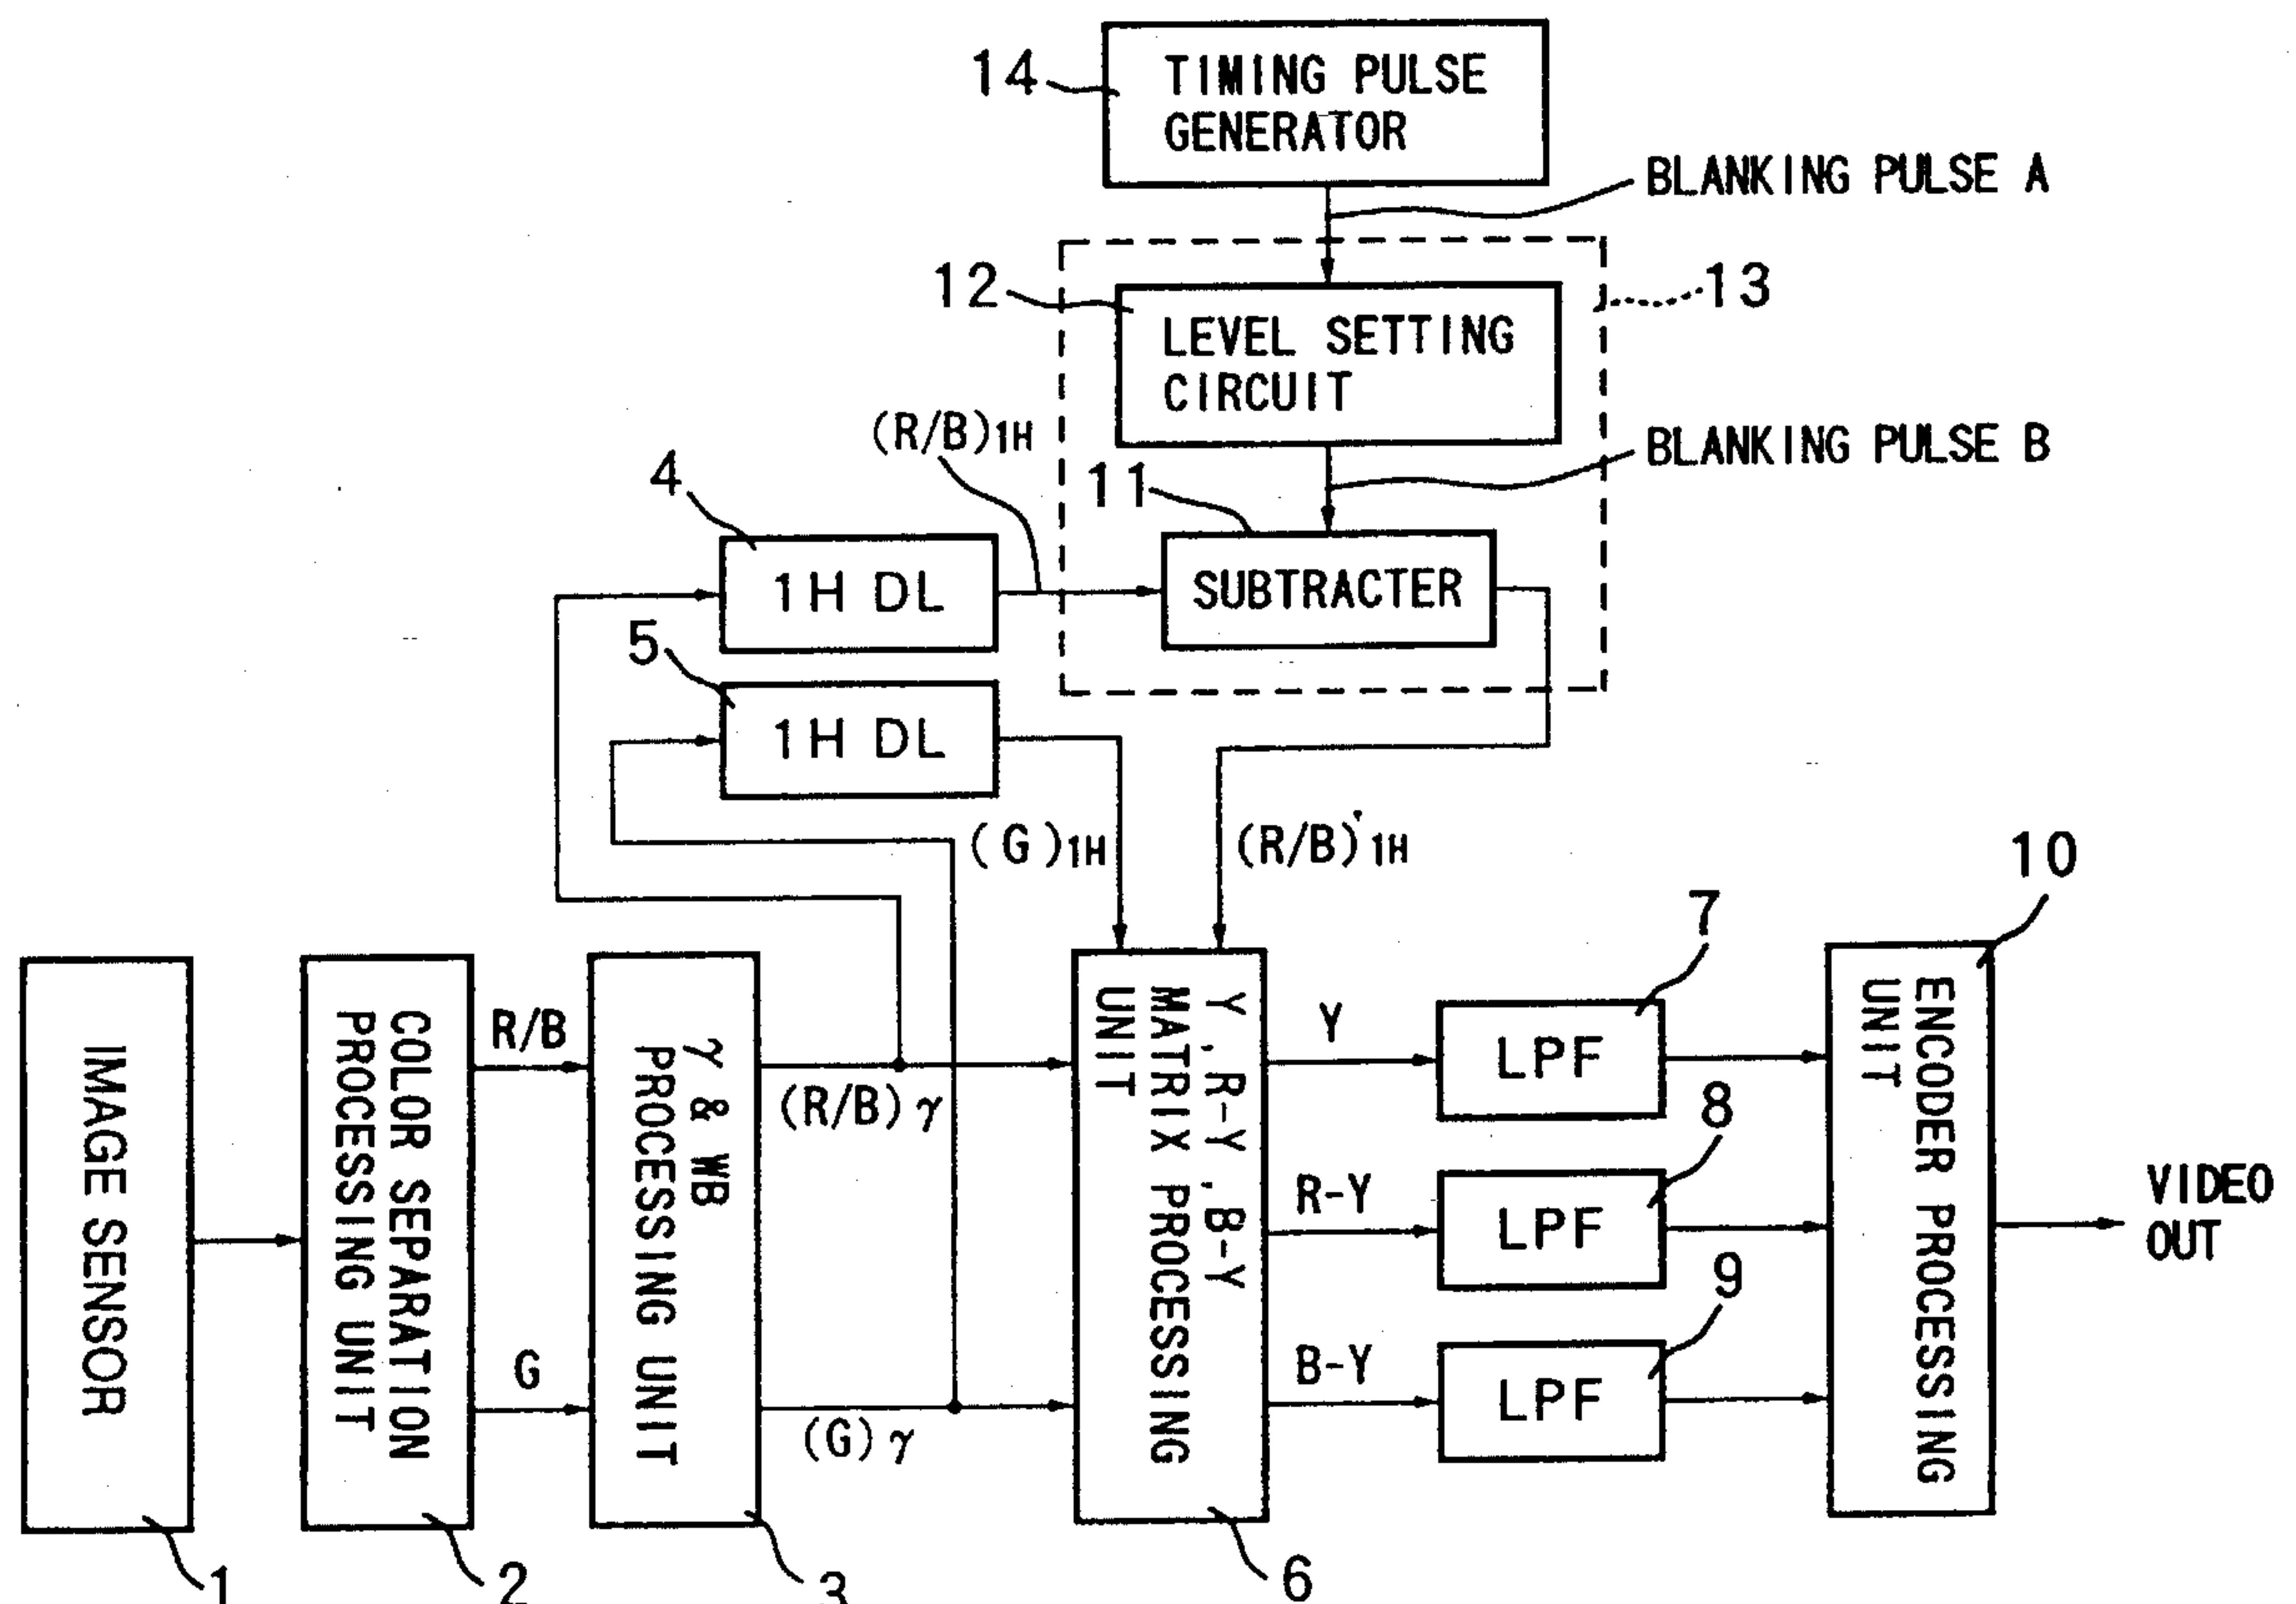 14
TIMING PULSE
GENERATOR
BLANKING PULSE A
12
13
LEVEL SETTING
CIRCUIT
(R/B)1H
BLANKING PULSE B
4
11
1H DL
SUBTRACTER
5
1H DL
(G)1H
(R/B)'1H
10
7
IMAGE SENSOR
COLOR SEPARATION
PROCESSING UNIT
R/B
G
γ & WB
PROCESSING UNIT
(R/B)γ
(G)γ
Y,R-Y,B-Y
MATRIX PROCESSING
UNIT
Y
LPF
8
R-Y
LPF
9
B-Y
LPF
ENCODER PROCESSING
UNIT
VIDEO
OUT
1
2
3
6